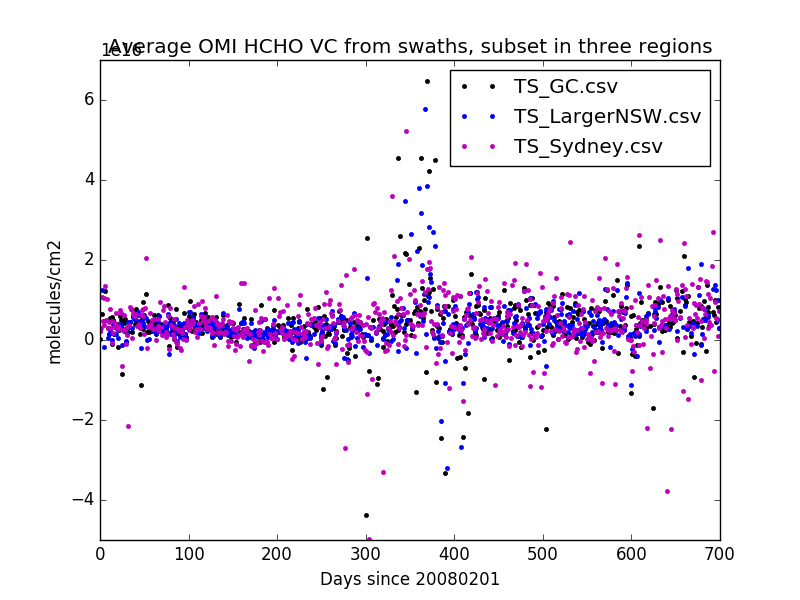 Average OMI HCHO VC from swaths, subset in three regions
1e16
TS_GC.csv
TS_LargerNSW.csv
TS_Sydney.csv
6
4
2
0
−2
−4
molecules/cm2
0 100 200 300 400 500 600 700
Days since 20080201